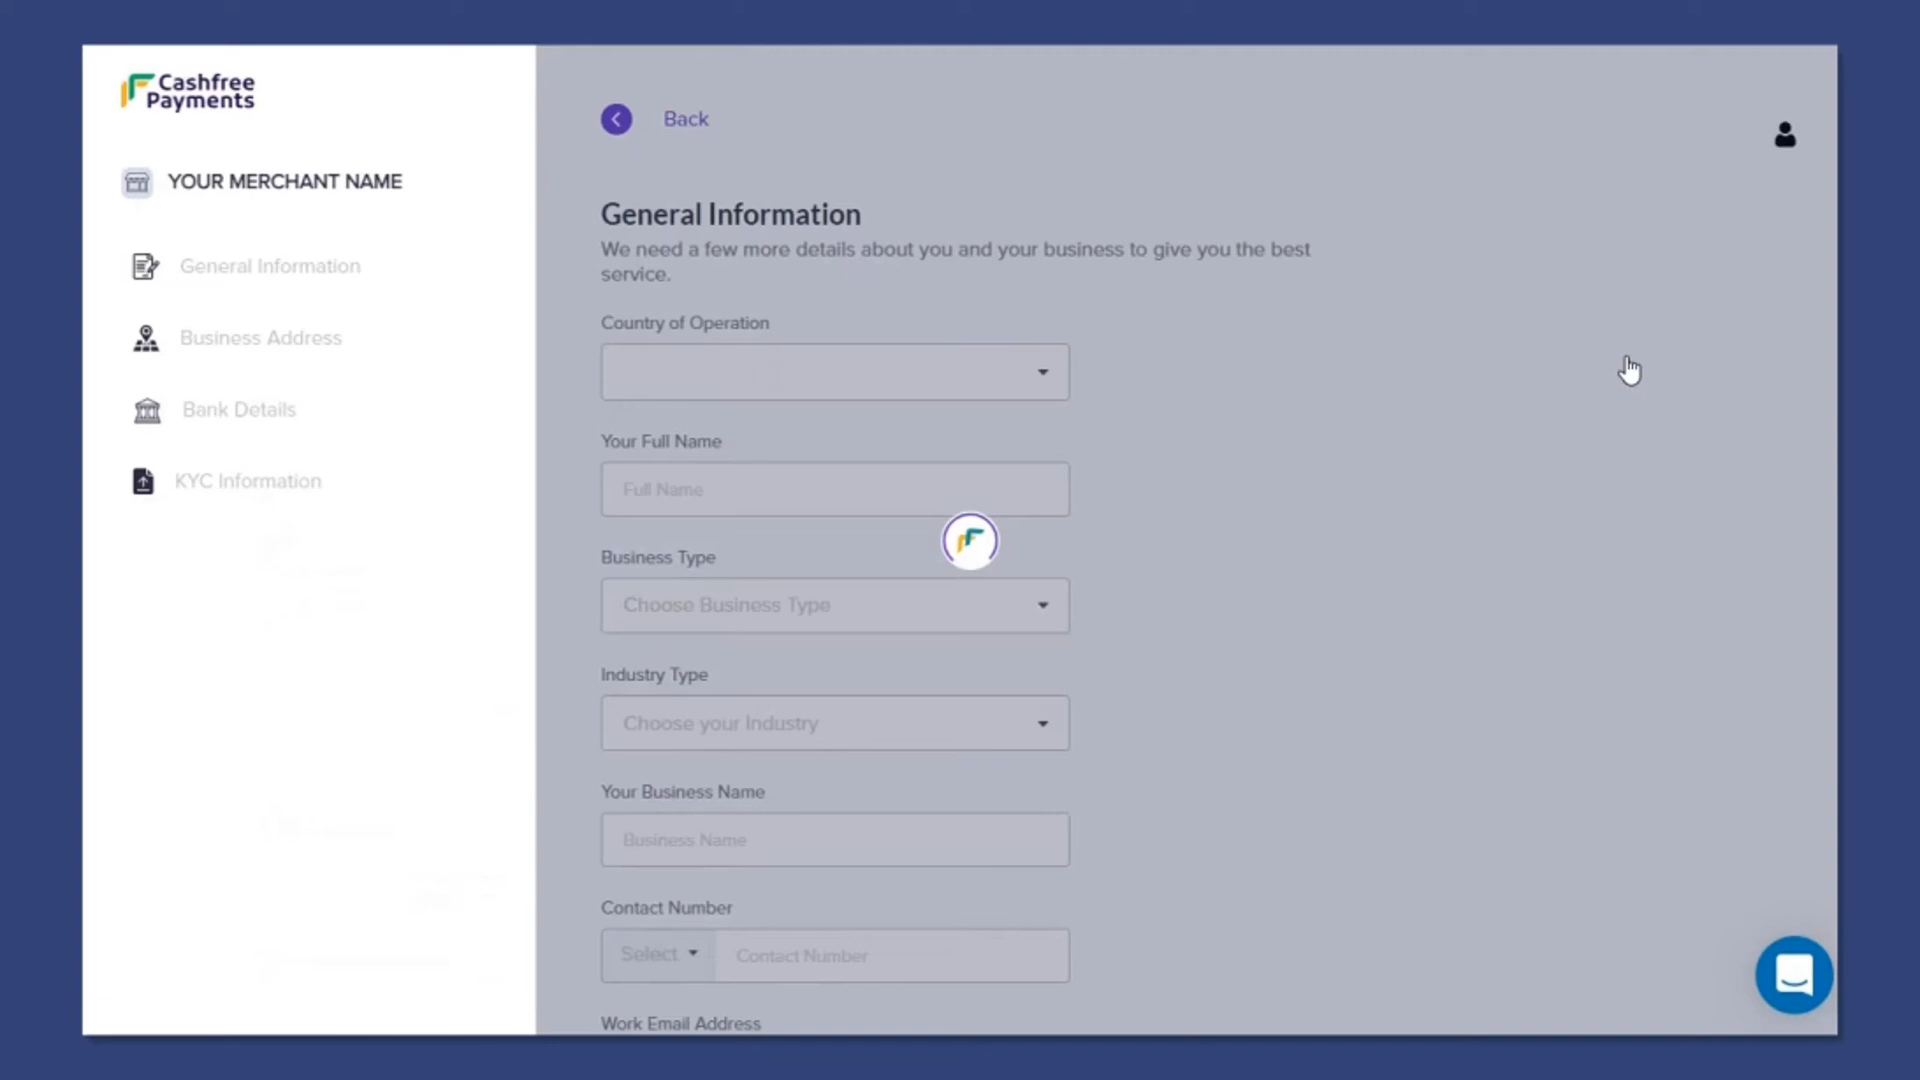 Cashfree
Payments
YOUR MERCHANT NAME
General Information
Business Address
Bank Details
KYC Information
Back
General Information
We need a few more details about you and your business to give you the best
service.
Country of Operation
Your Full Name
Full Name
Business Type
Choose Business Type
Industry Type
Choose your Industry
Your Business Name
Business Name
Contact Number
Select
Contact Number
Work Email Address